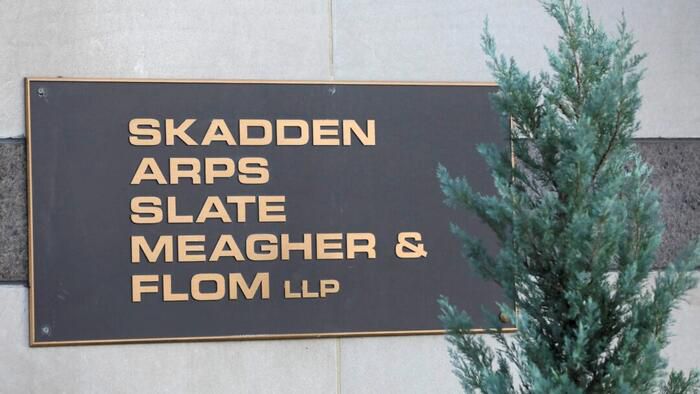 SKADDEN
ARPS
SLATE
MEAGHER &
FLOM LLP